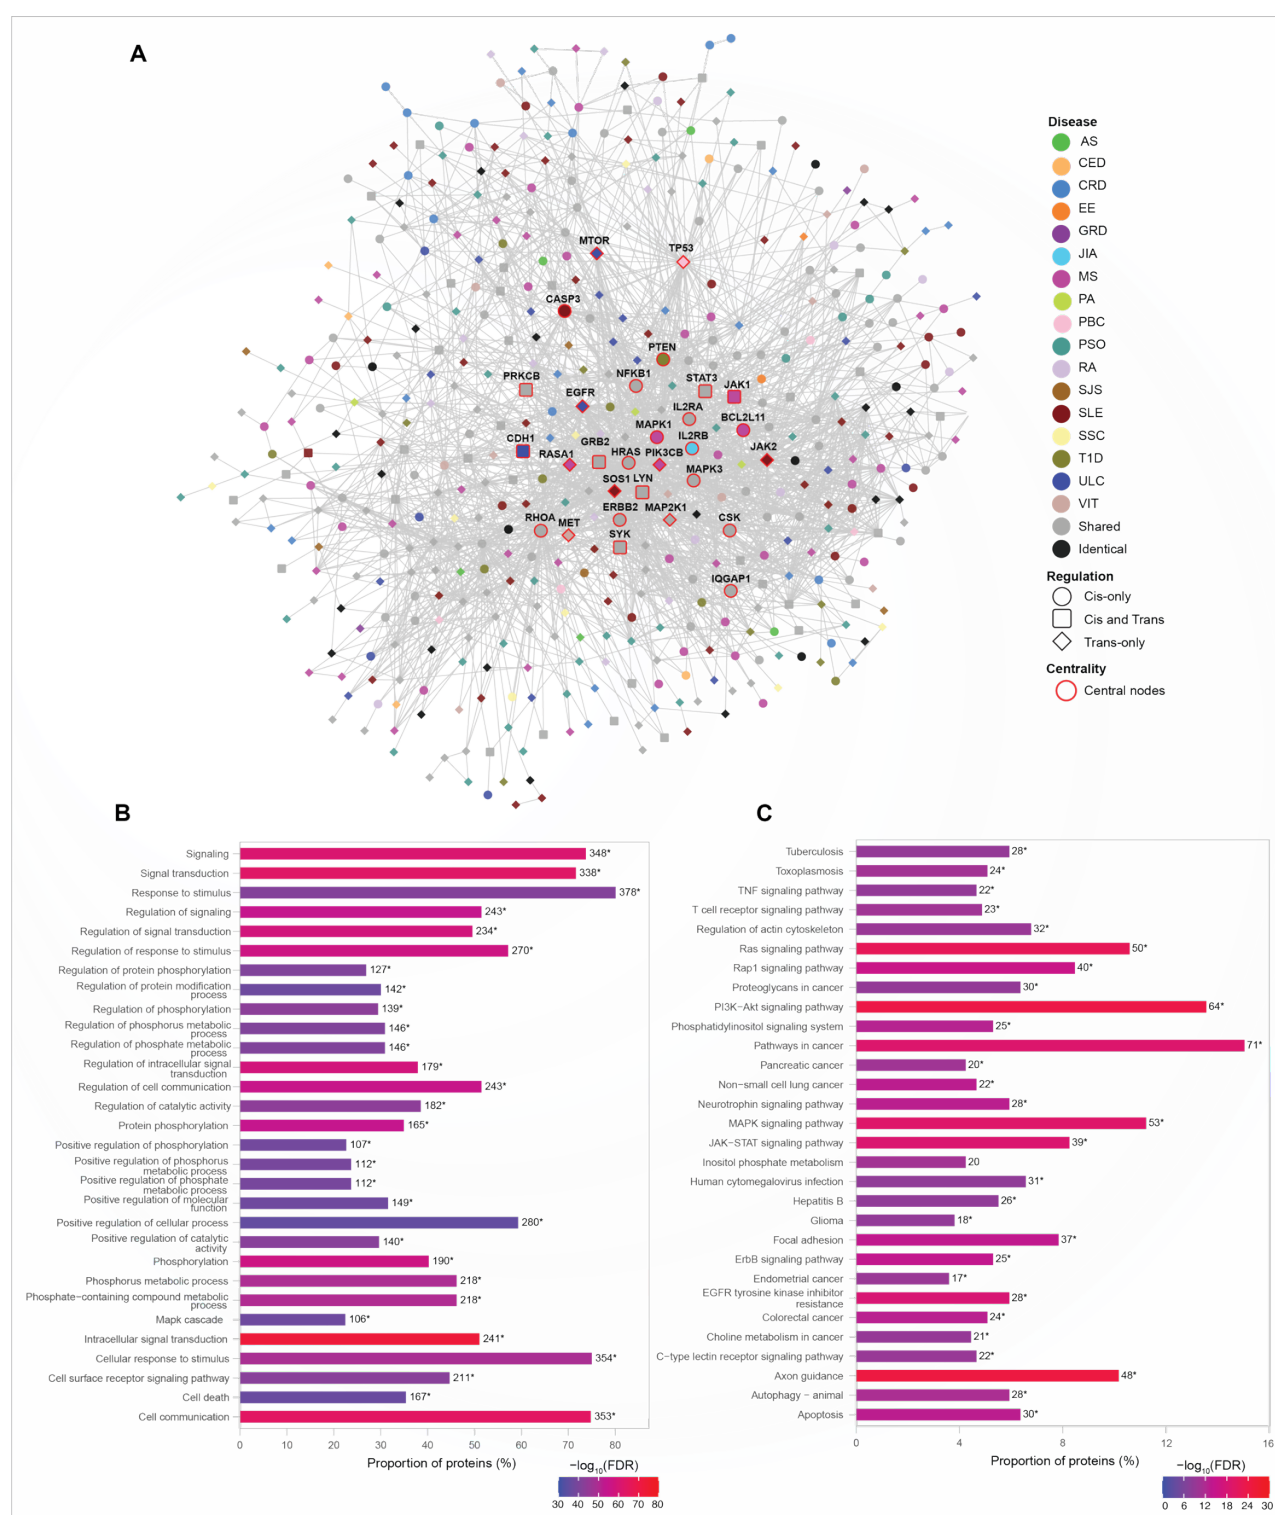 A
MTOR
TP53
CASP3
PTEN
NFKB1
PRKCB
STAT3
JAK1
EGFR
IL2RA
BCL2L11
MAPK1
IL2RB
CDH1
GRB2
JAK2
RASA1
HRAS
PIK3CB
MAPK3
SOS1
LYN
ERBB2
MAP2K1
RHOA
MET
CSK
SYK
IQGAP1
Disease
AS
CED
CRD
EE
GRD
JIA
MS
PA
PBC
PSO
RA
SJS
SLE
SSC
T1D
ULC
VIT
Shared
Identical
Regulation
Cis-only
Cis and Trans
Trans-only
Centrality
Central nodes
B
Signaling 348*
Signal transduction 338*
Response to stimulus 378*
Regulation of signaling 243*
Regulation of signal transduction 234*
Regulation of response to stimulus 270*
Regulation of protein phosphorylation 127*
Regulation of protein modification
process 142*
Regulation of phosphorylation 139*
Regulation of phosphorus metabolic
process 146*
Regulation of phosphate metabolic
process 146*
Regulation of intracellular signal
transduction 179*
Regulation of cell communication 243*
Regulation of catalytic activity 182*
Protein phosphorylation 165*
Positive regulation of phosphorylation 107*
Positive regulation of phosphorus
metabolic process 112*
Positive regulation of phosphate
metabolic process 112*
Positive regulation of molecular
function 149*
Positive regulation of cellular process 280*
Positive regulation of catalytic
activity 140*
Phosphorylation 190*
Phosphorus metabolic process 218*
Phosphate−containing compound metabolic
process 218*
Mapk cascade 106*
Intracellular signal transduction 241*
Cellular response to stimulus 354*
Cell surface receptor signaling pathway 211*
Cell death 167*
Cell communication 353*
0 10 20 30 40 50 60 70 80
Proportion of proteins (%)
−log10(FDR)
30 40 50 60 70 80
C
Tuberculosis 28*
Toxoplasmosis 24*
TNF signaling pathway 22*
T cell receptor signaling pathway 23*
Regulation of actin cytoskeleton 32*
Ras signaling pathway 50*
Rap1 signaling pathway 40*
Proteoglycans in cancer 30*
PI3K−Akt signaling pathway 64*
Phosphatidylinositol signaling system 25*
Pathways in cancer 71*
Pancreatic cancer 20*
Non−small cell lung cancer 22*
Neurotrophin signaling pathway 28*
MAPK signaling pathway 53*
JAK−STAT signaling pathway 39*
Inositol phosphate metabolism 20
Human cytomegalovirus infection 31*
Hepatitis B 26*
Glioma 18*
Focal adhesion 37*
ErbB signaling pathway 25*
Endometrial cancer 17*
EGFR tyrosine kinase inhibitor
resistance 28*
Colorectal cancer 24*
Choline metabolism in cancer 21*
C−type lectin receptor signaling pathway 22*
Axon guidance 48*
Autophagy − animal 28*
Apoptosis 30*
0 4 8 12 16
Proportion of proteins (%)
−log10(FDR)
0 6 12 18 24 30